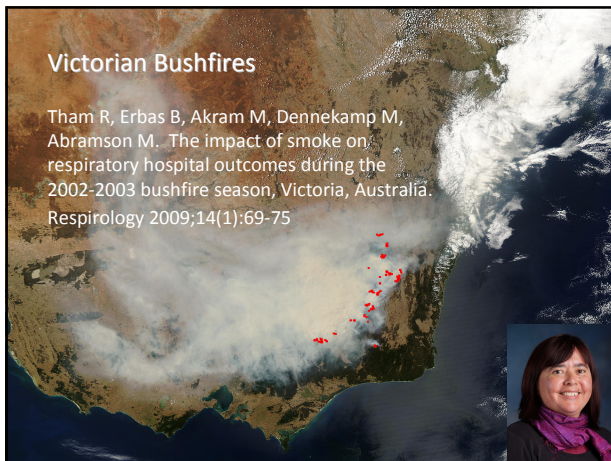 Victorian Bushfires
Tham R, Erbas B, Akram M, Dennekamp M,
Abramson M.  The impact of smoke on
respiratory hospital outcomes during the
2002-2003 bushfire season, Victoria, Australia.
Respirology 2009;14(1):69-75